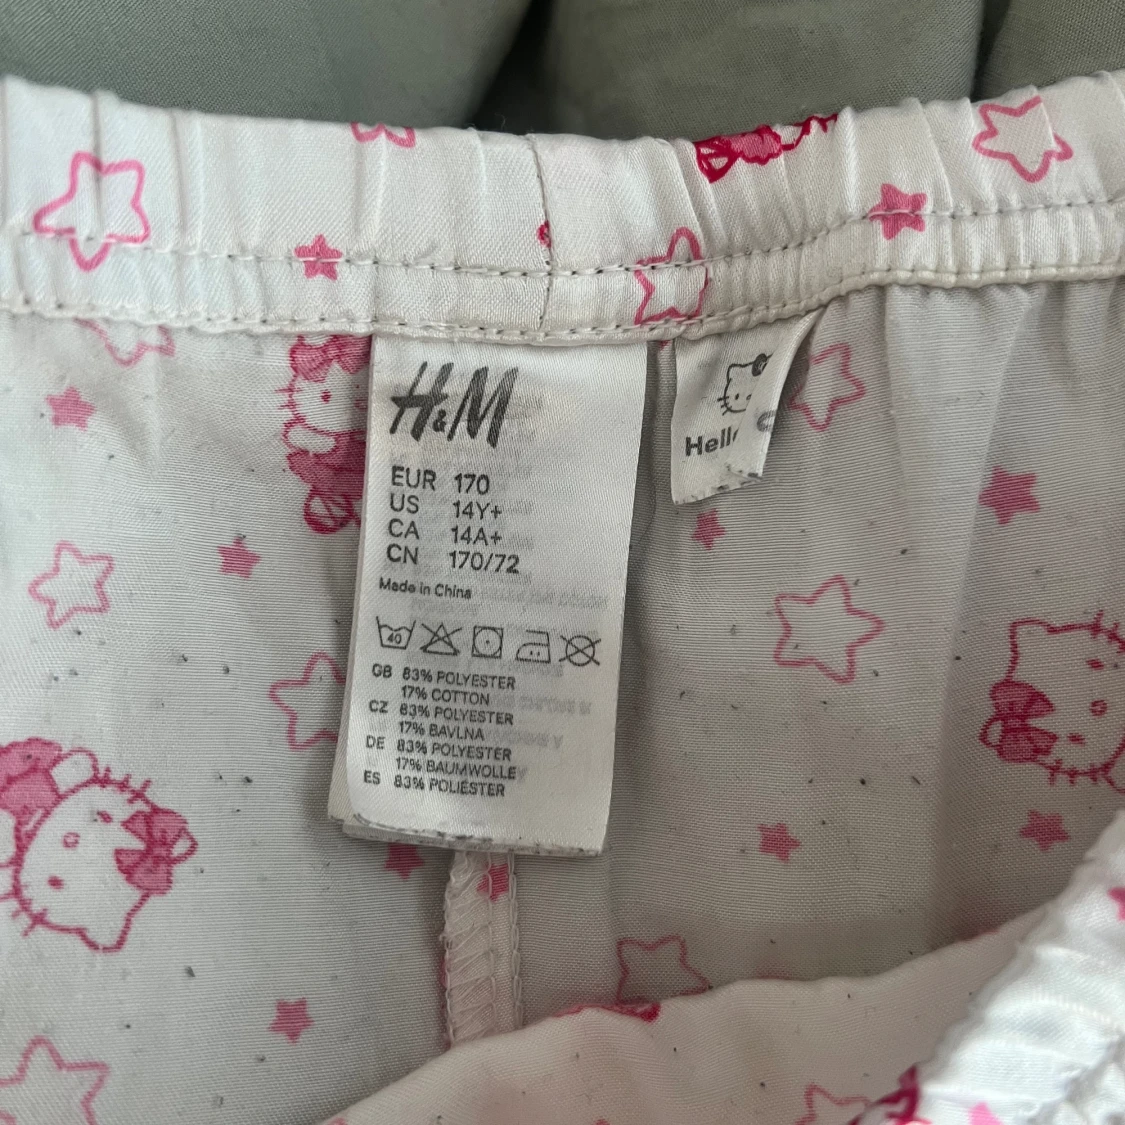 H&M
EUR 170
US 14Y+
CA 14A+
CN 170/72
Made in China
40
GB 83% POLYESTER
17% COTTON
CZ 83% POLYESTER
17% BAVLNA
DE 83% POLYESTER
17% BAUMWOLLE
ES 83% POLIÉSTER